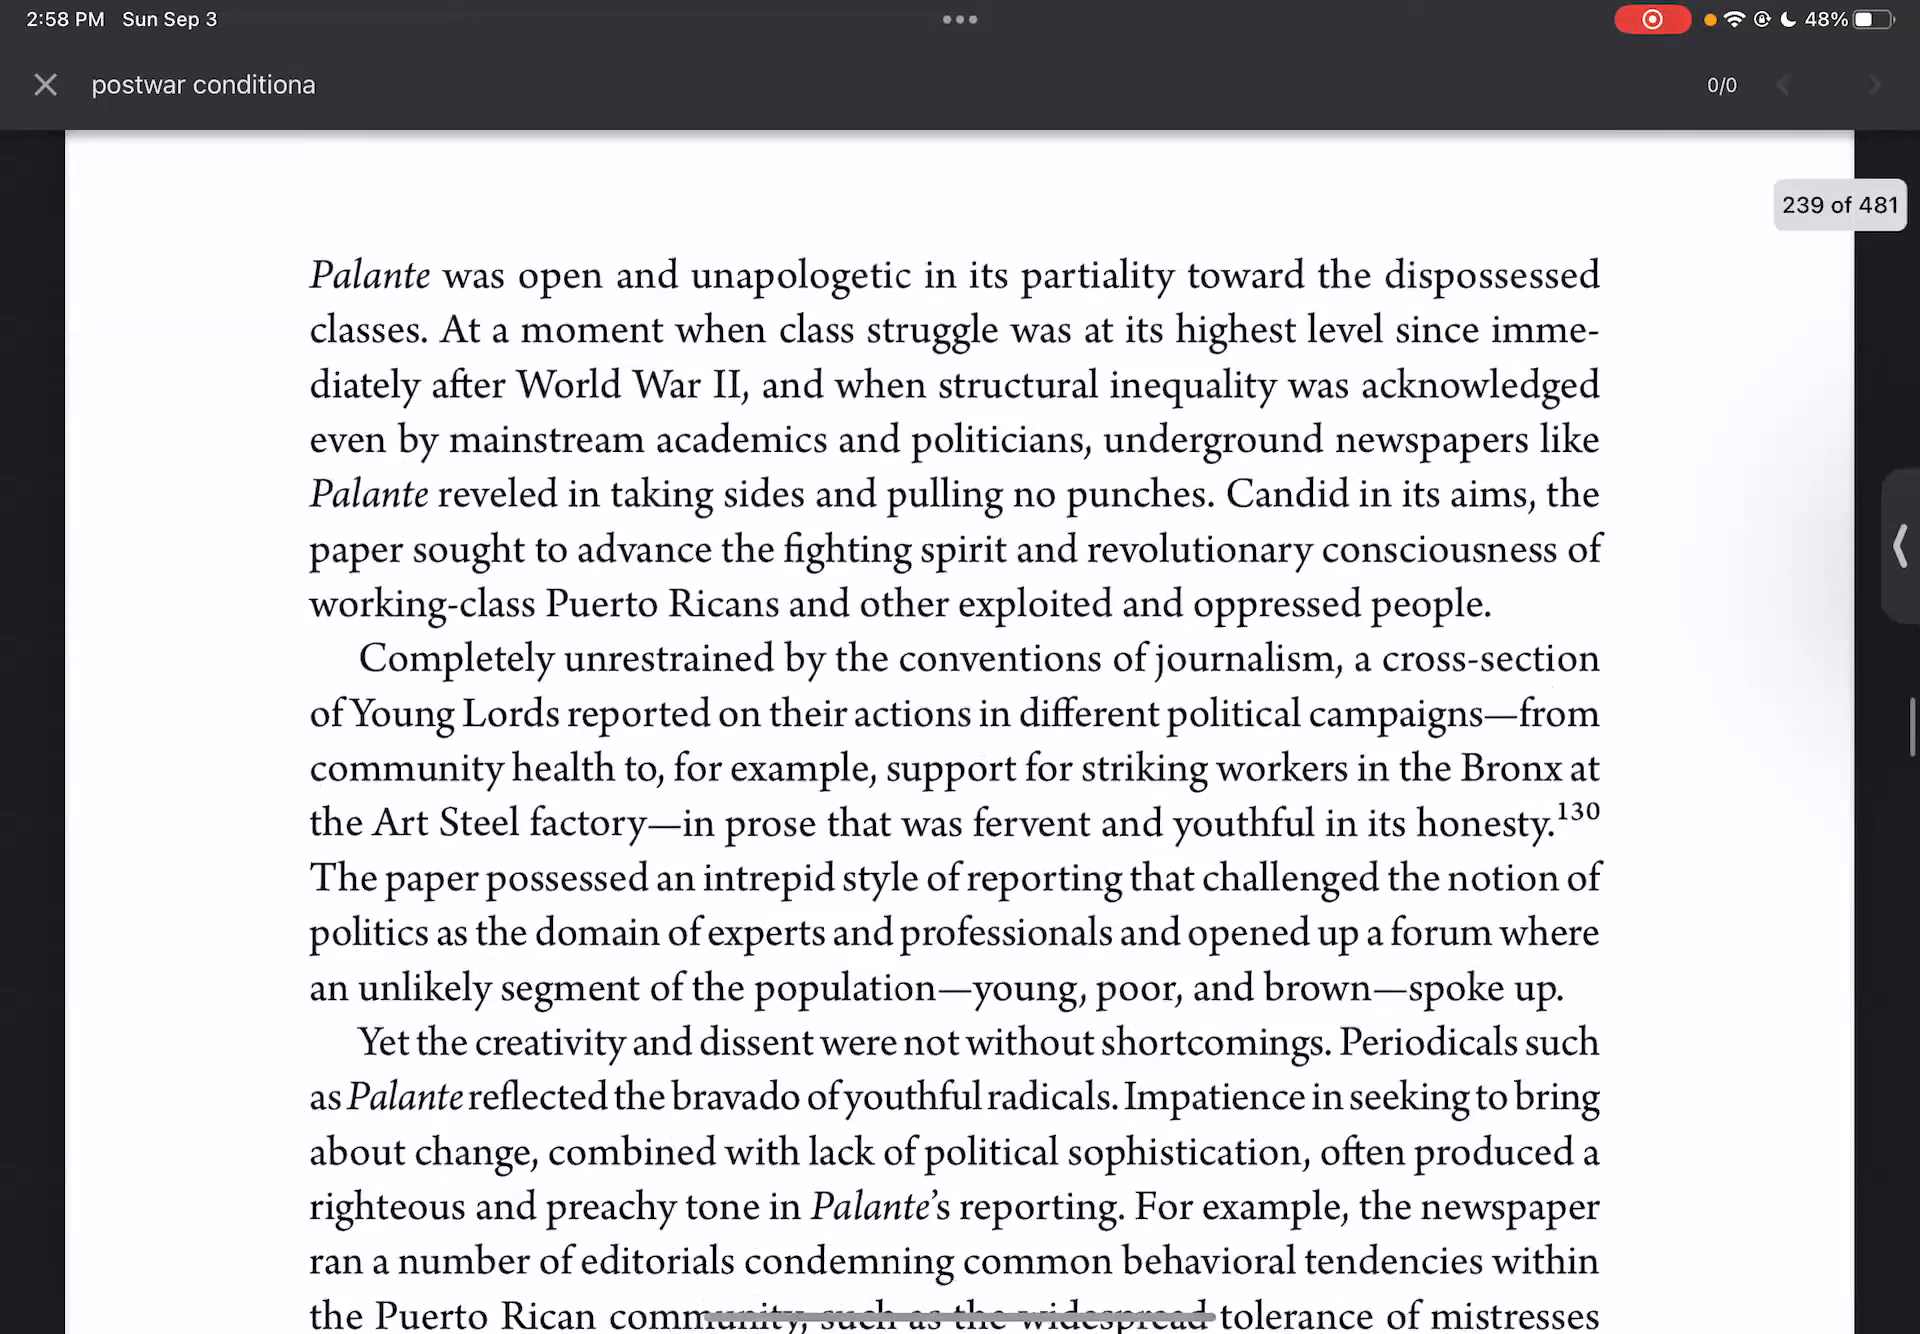 2:58 PM Sun Sep 3
48%
postwar conditiona
0/0
239 of 481
Palante was open and unapologetic in its partiality toward the dispossessed
classes. At a moment when class struggle was at its highest level since imme-
diately after World War II, and when structural inequality was acknowledged
even by mainstream academics and politicians, underground newspapers like
Palante reveled in taking sides and pulling no punches. Candid in its aims, the
paper sought to advance the fighting spirit and revolutionary consciousness of
working-class Puerto Ricans and other exploited and oppressed people.
Completely unrestrained by the conventions of journalism, a cross-section
of Young Lords reported on their actions in different political campaigns—from
community health to, for example, support for striking workers in the Bronx at
the Art Steel factory—in prose that was fervent and youthful in its honesty.130
The paper possessed an intrepid style of reporting that challenged the notion of
politics as the domain of experts and professionals and opened up a forum where
an unlikely segment of the population—young, poor, and brown—spoke up.
Yet the creativity and dissent were not without shortcomings. Periodicals such
as Palante reflected the bravado of youthful radicals. Impatience in seeking to bring
about change, combined with lack of political sophistication, often produced a
righteous and preachy tone in Palante's reporting. For example, the newspaper
ran a number of editorials condemning common behavioral tendencies within
the Puerto Rican community, such as the widespread tolerance of mistresses